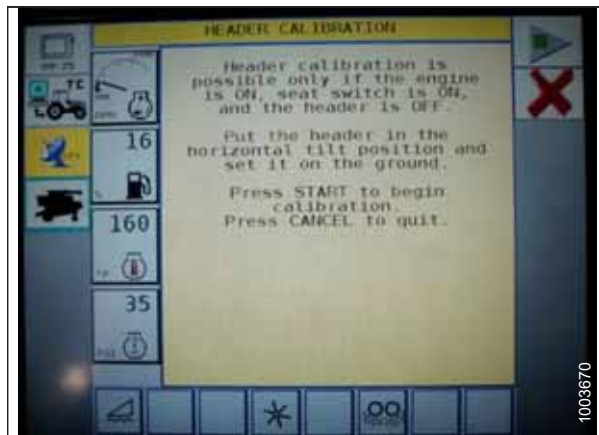 HEADER CALIBRATION
Header calibration is
possible only if the engine
is ON, seat switch is ON,
and the header is OFF.
Put the header in the
horizontal tilt position and
set it on the ground.
Press START to begin
calibration.
Press CANCEL to quit.
TC
16
160
35
1003670